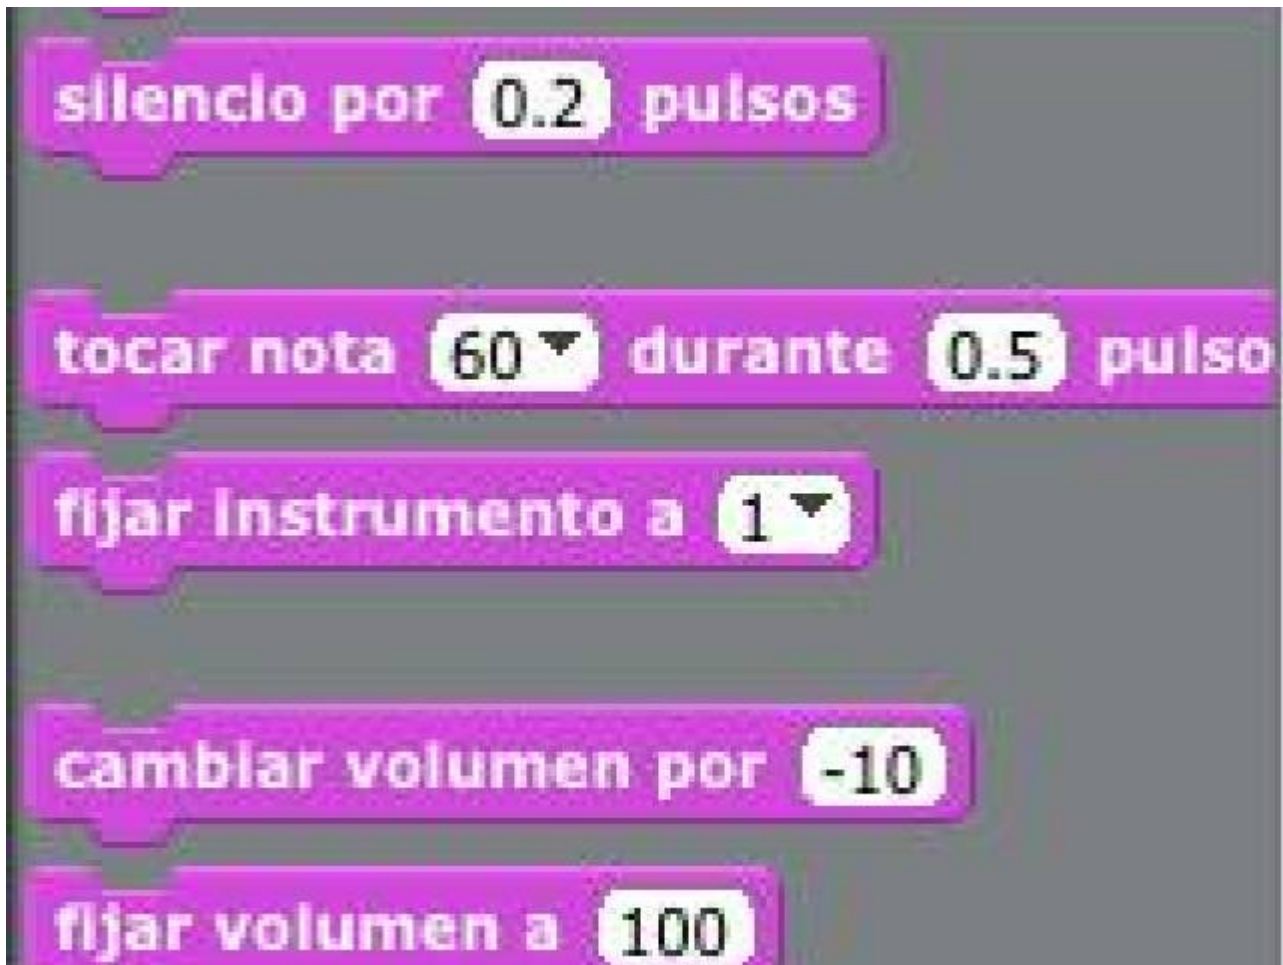 silencio por 0.2 pulsos
tocar nota 60 durante 0.5 pulso
fijar instrumento a 1
cambiar volumen por -10
fijar volumen a 100